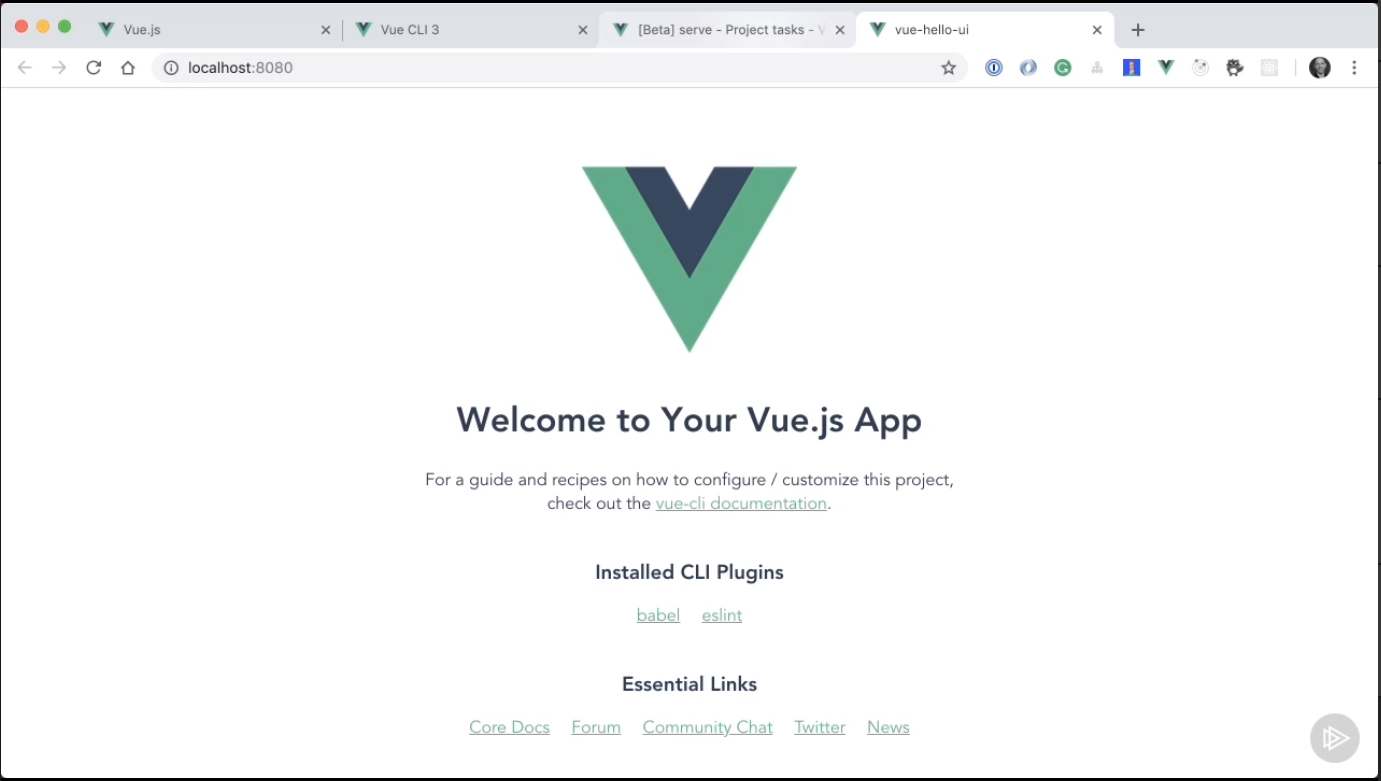 Vue.js
Vue CLI 3
[Beta] serve - Project tasks - V
vue-hello-ui
localhost:8080
Welcome to Your Vue.js App
For a guide and recipes on how to configure / customize this project,
check out the vue-cli documentation.
Installed CLI Plugins
babel eslint
Essential Links
Core Docs Forum Community Chat Twitter News